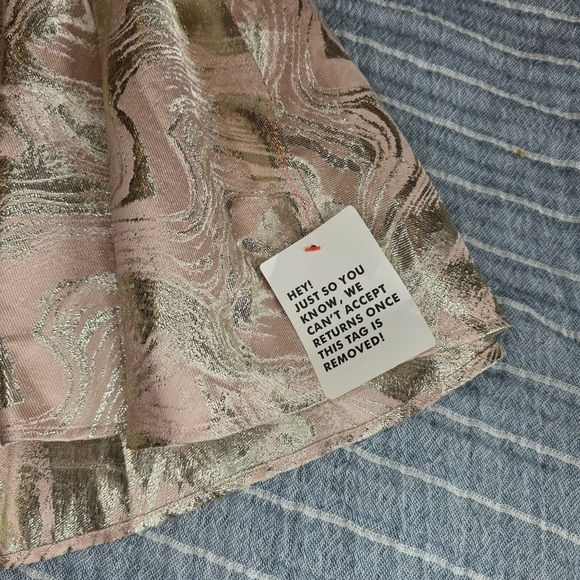 HEY!
JUST SO YOU
KNOW, WE
CAN'T ACCEPT
RETURNS ONCE
THIS TAG IS
REMOVED!